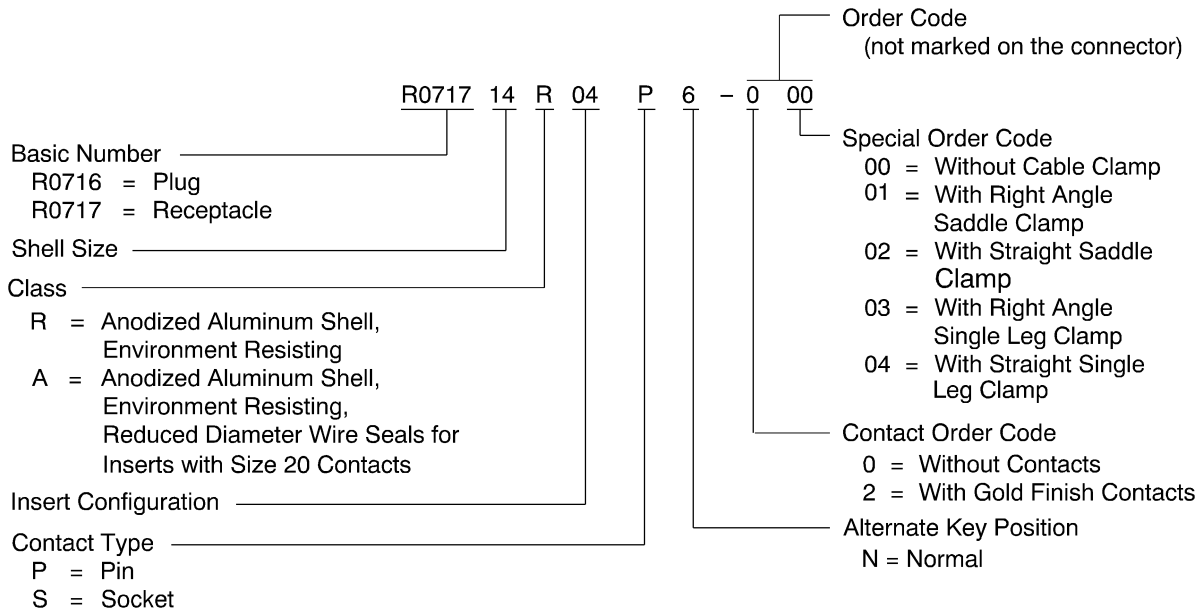 Order Code
(not marked on the connector)
R0717 14 R 04 P 6 – 0 00
Basic Number
R0716 = Plug
R0717 = Receptacle
Shell Size
Class
R = Anodized Aluminum Shell,
Environment Resisting
A = Anodized Aluminum Shell,
Environment Resisting,
Reduced Diameter Wire Seals for
Inserts with Size 20 Contacts
Insert Configuration
Contact Type
P = Pin
S = Socket
Special Order Code
00 = Without Cable Clamp
01 = With Right Angle
Saddle Clamp
02 = With Straight Saddle
Clamp
03 = With Right Angle
Single Leg Clamp
04 = With Straight Single
Leg Clamp
Contact Order Code
0 = Without Contacts
2 = With Gold Finish Contacts
Alternate Key Position
N = Normal